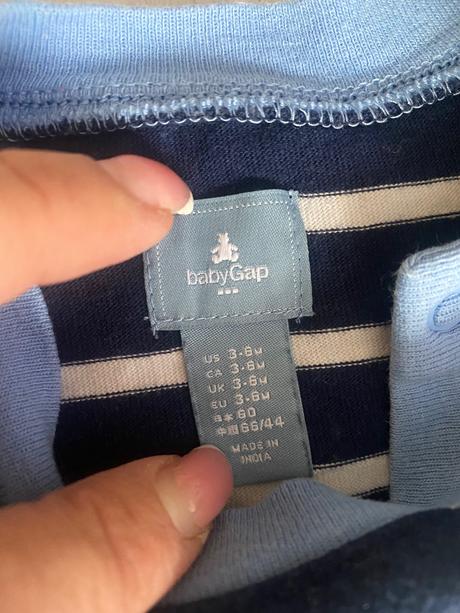 babyGap
US 3-6M
CA 3-6M
UK 3-6M
EU 3-6M
日本 60
中国 66/44
MADE IN
INDIA